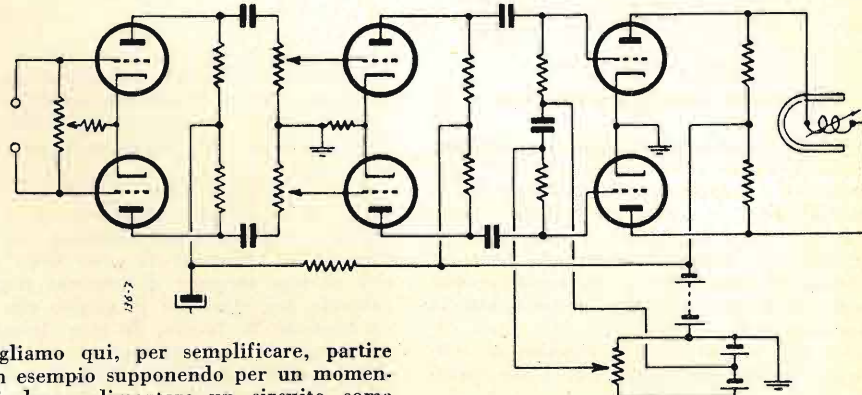 136-7
gliamo qui, per semplificare, partire
n esempio supponendo per un momen-